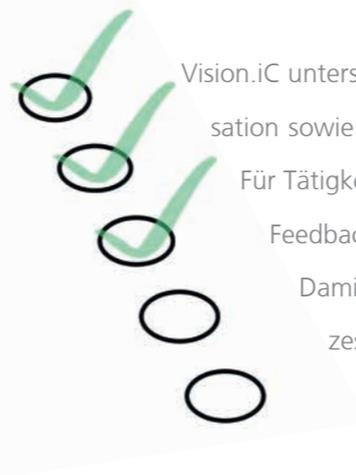 Vision.iC unters
sation sowie
Für Tätigke
Feedbac
Dami
zes